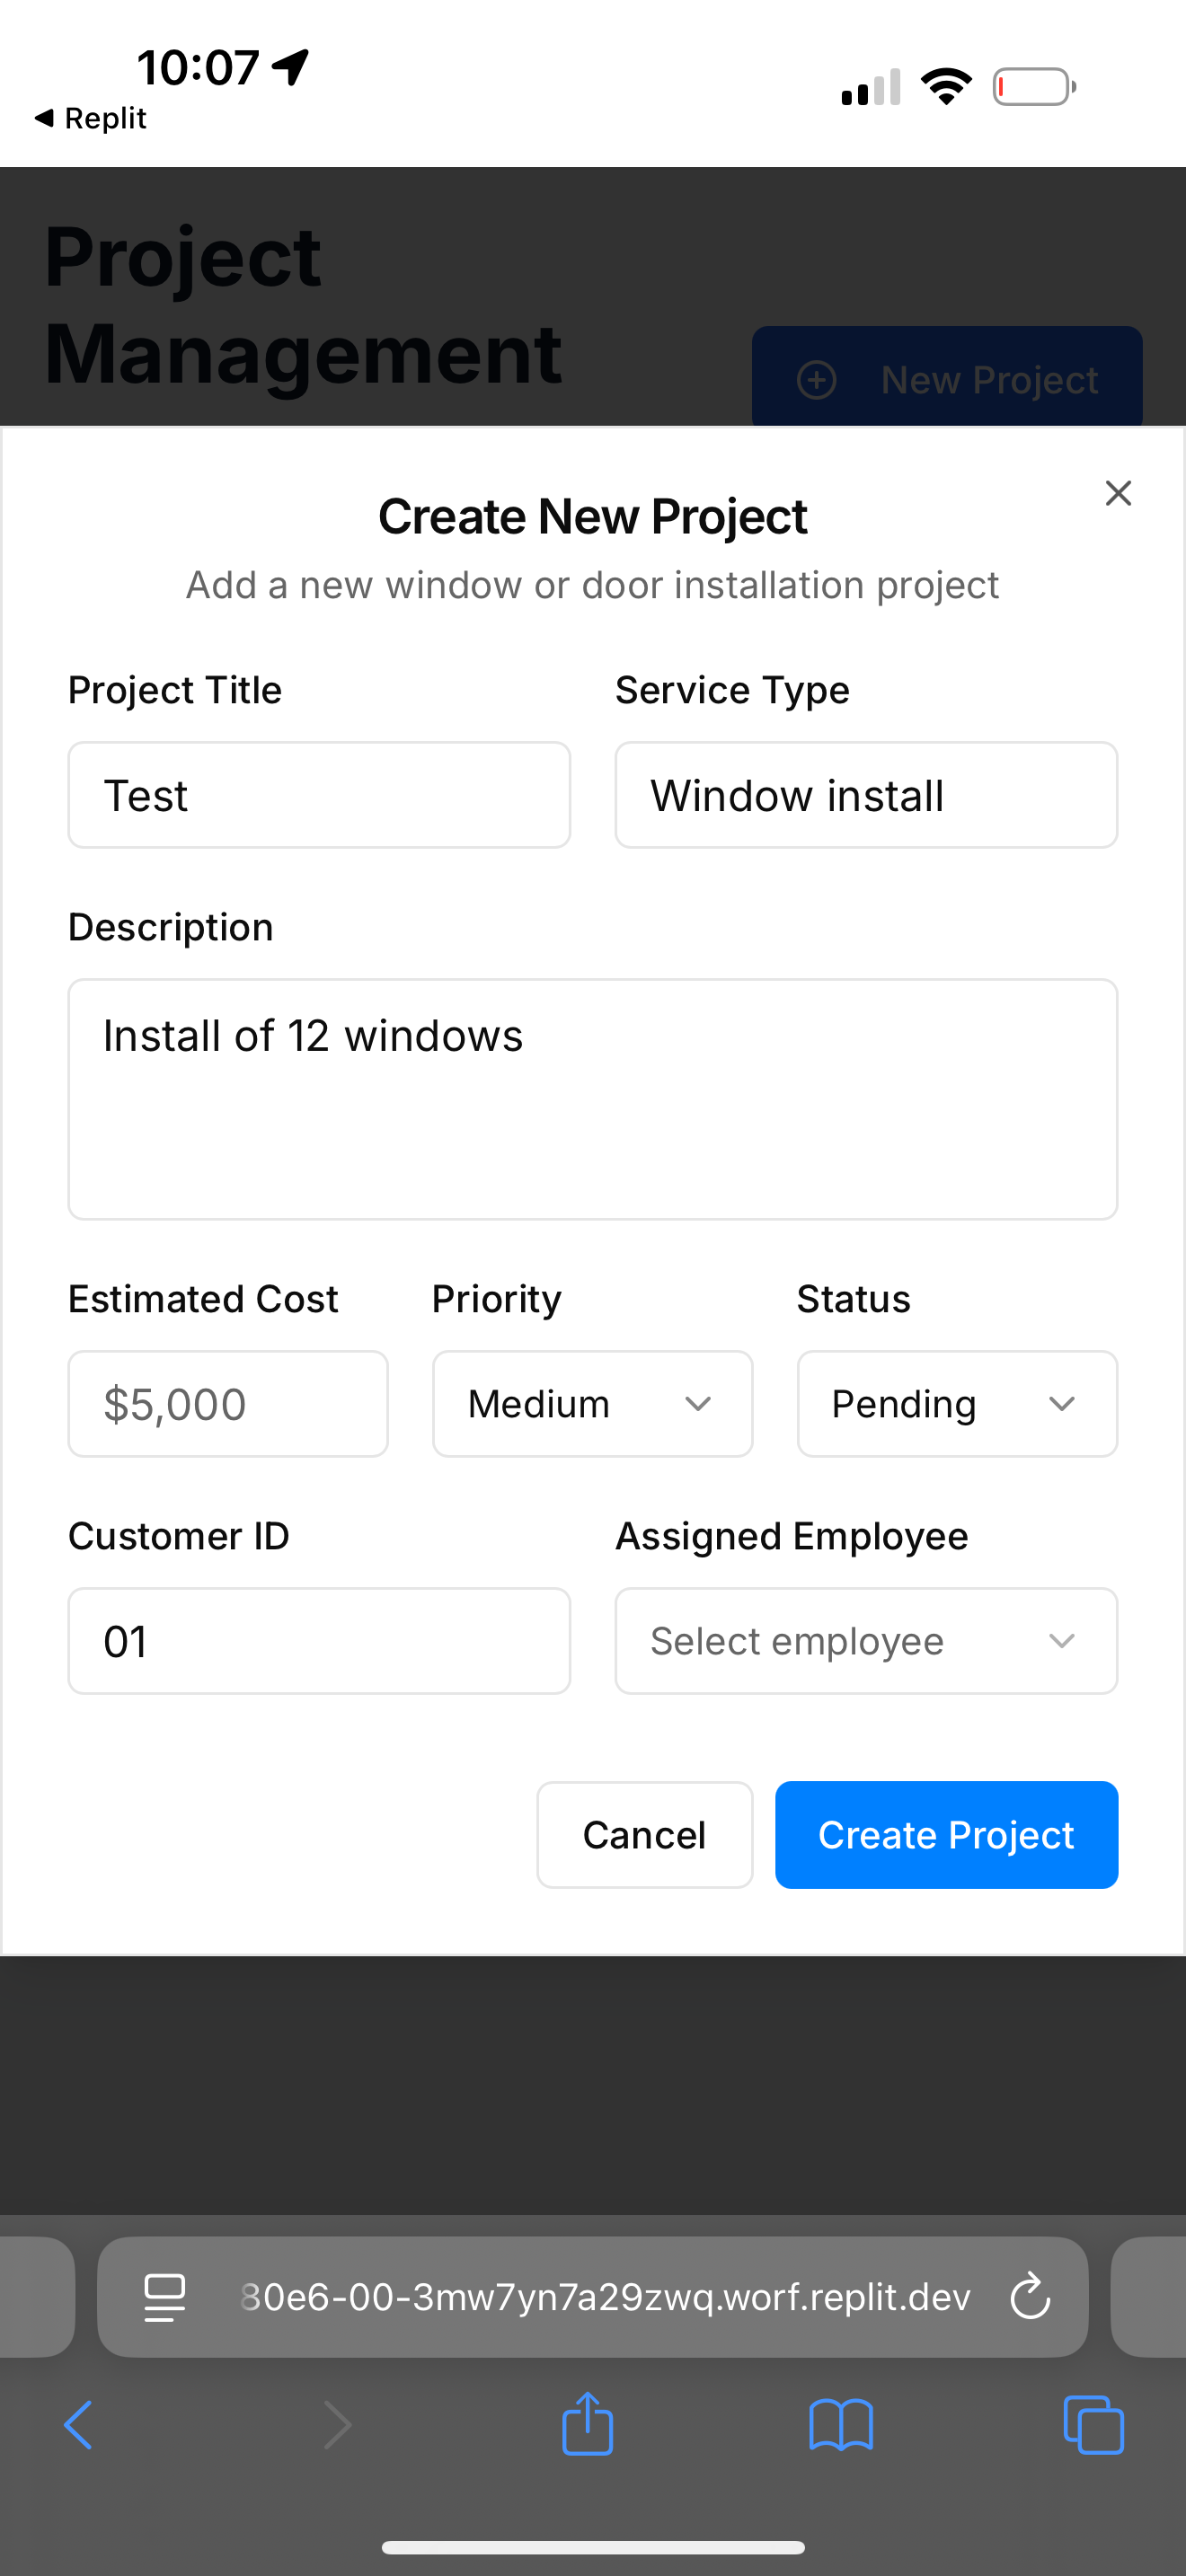 10:07
Replit
Project
Management
New Project
Create New Project
Add a new window or door installation project
Project Title
Service Type
Test
Window install
Description
Install of 12 windows
Estimated Cost
Priority
Status
$5,000
Medium
Pending
Customer ID
Assigned Employee
01
Select employee
Cancel
Create Project
80e6-00-3mw7yn7a29zwq.worf.replit.dev